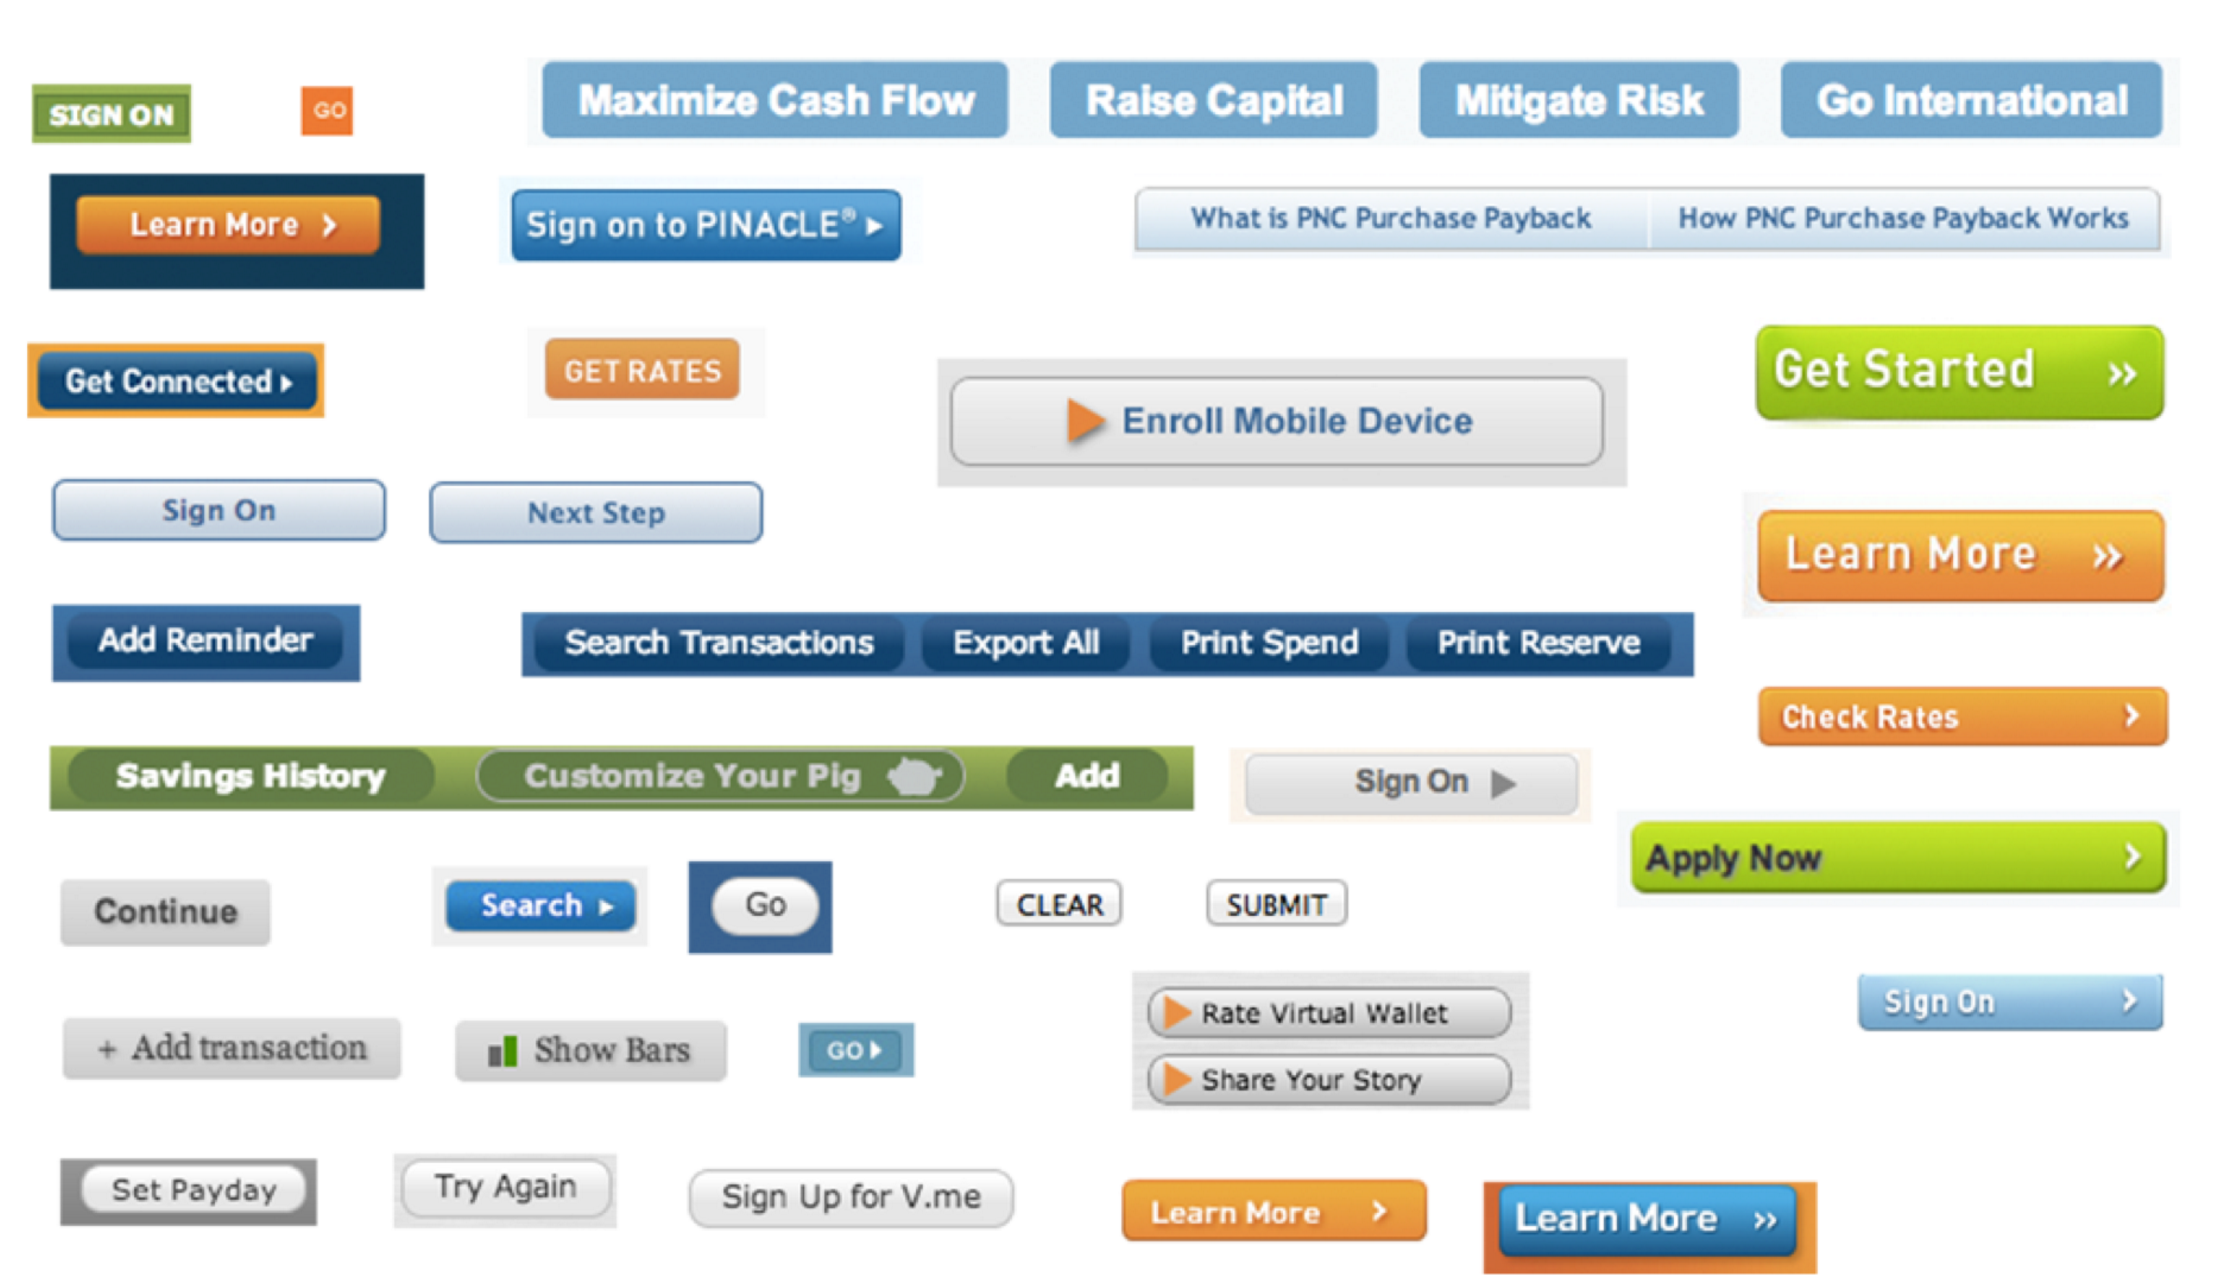 SIGN ON
GO
Maximize Cash Flow
Raise Capital
Mitigate Risk
Go International
Learn More
Sign on to PINACLE®
What is PNC Purchase Payback
How PNC Purchase Payback Works
Get Connected
GET RATES
Enroll Mobile Device
Get Started »
Sign On
Next Step
Learn More »
Add Reminder
Search Transactions
Export All
Print Spend
Print Reserve
Check Rates
Savings History
Customize Your Pig
Add
Sign On
Apply Now
Continue
Search
Go
CLEAR
SUBMIT
Sign On
+ Add transaction
Show Bars
GO
Rate Virtual Wallet
Share Your Story
Set Payday
Try Again
Sign Up for V.me
Learn More
Learn More »